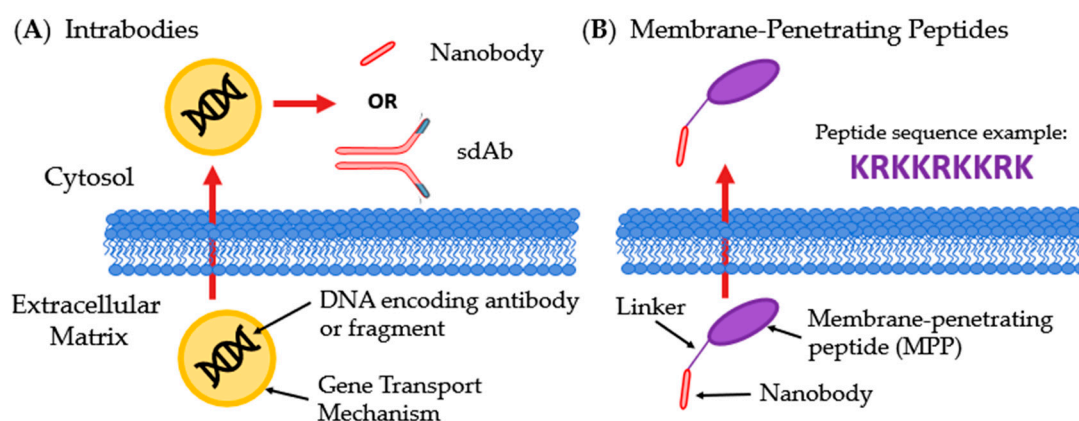 (A) Intrabodies
Nanobody
OR
sdAb
Cytosol
Extracellular
Matrix
DNA encoding antibody
or fragment
Gene Transport
Mechanism
(B) Membrane-Penetrating Peptides
Peptide sequence example:
KRKKRKKRK
Linker
Membrane-penetrating
peptide (MPP)
Nanobody